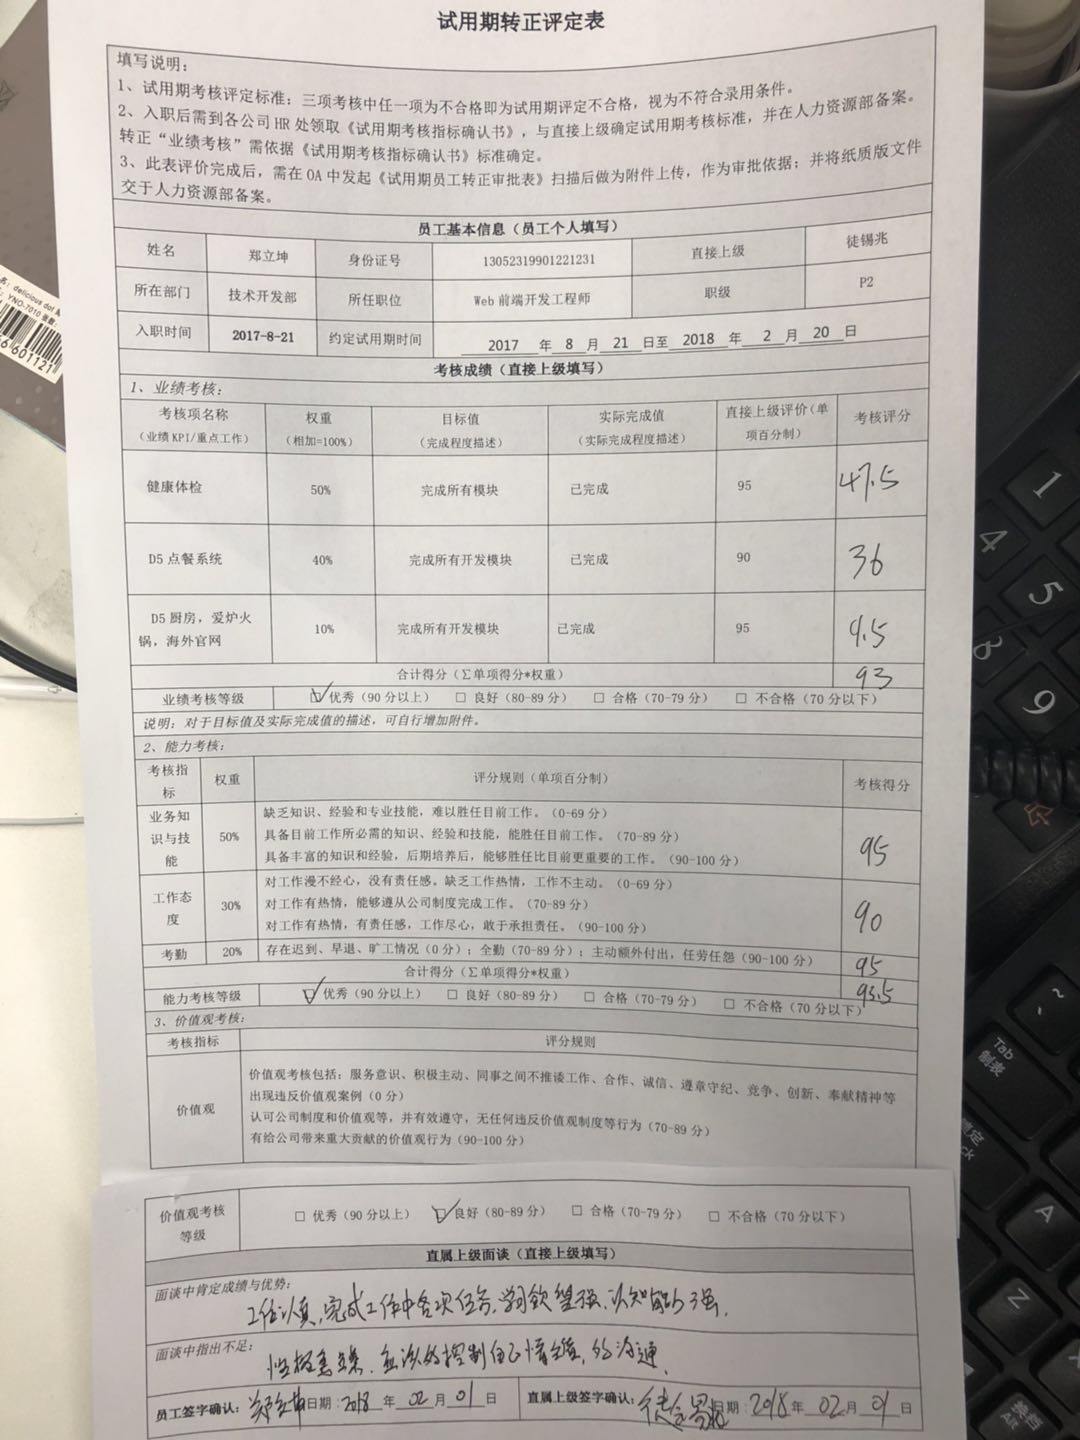 试用期转正评定表
填写说明：
1、试用期考核评定标准：三项考核中任一项为不合格即为试用期评定不合格，视为不符合录用条件。
2、入职后需到各公司 HR 处领取《试用期考核指标确认书》，与直接上级确定试用期考核标准，并在人力资源部备案。
转正“业绩考核”需依据《试用期考核指标确认书》标准确定。
3、此表评价完成后，需在 OA 中发起《试用期员工转正审批表》扫描后做为附件上传，作为审批依据；并将纸质版文件
交于人力资源部备案。
员工基本信息（员工个人填写）
姓名 郑立坤 身份证号 13052319901221231 直接上级 徒锡兆
所在部门 技术开发部 所任职位 Web 前端开发工程师 职级 P2
入职时间 2017-8-21 约定试用期时间 2017 年 8 月 21 日至 2018 年 2 月 20 日
考核成绩（直接上级填写）
1、业绩考核：
考核项名称 权重 目标值 实际完成值 直接上级评价（单 考核评分
（业绩 KPI/重点工作） （相加=100%） （完成程度描述） （实际完成程度描述） 项百分制）
健康体检 50% 完成所有模块 已完成 95 47.5
D5 点餐系统 40% 完成所有开发模块 已完成 90 36
D5 厨房，爱炉火
锅，海外官网 10% 完成所有开发模块 已完成 95 9.5
合计得分（Σ单项得分*权重） 93
业绩考核等级 ☑ 优秀（90 分以上） □ 良好（80-89 分） □ 合格（70-79 分） □ 不合格（70 分以下）
说明：对于目标值及实际完成值的描述，可自行增加附件。
2、能力考核：
考核指标 权重 评分规则（单项百分制） 考核得分
业务知识与技能 50% 缺乏知识、经验和专业技能，难以胜任目前工作。（0-69 分）
具备目前工作所必需的知识、经验和技能，能胜任目前工作。（70-89 分）
具备丰富的知识和经验，后期培养后，能够胜任比目前更重要的工作。（90-100 分） 95
工作态度 30% 对工作漫不经心，没有责任感。缺乏工作热情，工作不主动。（0-69 分）
对工作有热情，能够遵从公司制度完成工作。（70-89 分）
对工作有热情，有责任感，工作尽心，敢于承担责任。（90-100 分） 90
考勤 20% 存在迟到、早退、旷工情况（0 分）；全勤（70-89 分）；主动额外付出，任劳任怨（90-100 分） 95
合计得分（Σ单项得分*权重） 93.5
能力考核等级 ☑ 优秀（90 分以上） □ 良好（80-89 分） □ 合格（70-79 分） □ 不合格（70 分以下）
3、价值观考核：
考核指标 评分规则
价值观 价值观考核包括：服务意识、积极主动、同事之间不推诿工作、合作、诚信、遵章守纪、竞争、创新、奉献精神等
出现违反价值观案例（0 分）
认可公司制度和价值观等，并有效遵守，无任何违反价值观制度等行为（70-89 分）
有给公司带来重大贡献的价值观行为（90-100 分）
价值观考核
等级 □ 优秀（90 分以上） ☑ 良好（80-89 分） □ 合格（70-79 分） □ 不合格（70 分以下）
直属上级面谈（直接上级填写）
面谈中肯定成绩与优势：
工作认真，完成工作中各项任务，学习欲望强，认知能力强，
面谈中指出不足：
性格急躁，应该控制自己情绪，沟通
员工签字确认：郑立坤 日期：2018 年 02 月 01 日 直属上级签字确认：徒锡兆 日期：2018 年 02 月 01 日
delicious dot
YNO-7010
6 601121
1
4
5
3
9
Tab
制表
锁定
A
Z
换档
Alt